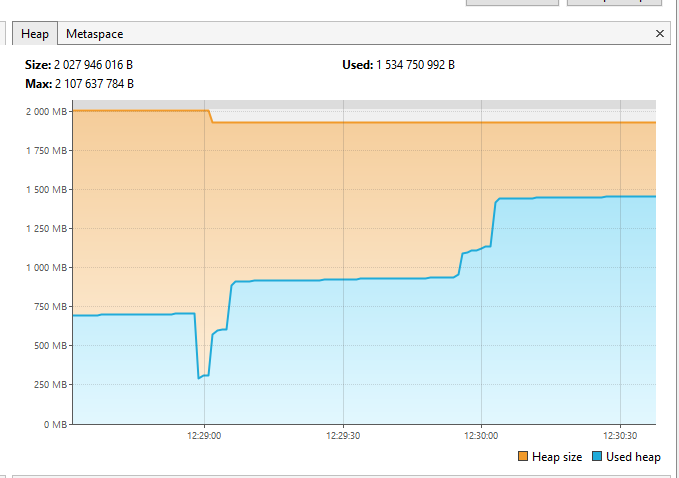 Heap Metaspace ×
Size: 2 027 946 016 B Used: 1 534 750 992 B
Max: 2 107 637 784 B
2 000 MB
1 750 MB
1 500 MB
1 250 MB
1 000 MB
750 MB
500 MB
250 MB
0 MB
12:29:00 12:29:30 12:30:00 12:30:30
Heap size Used heap